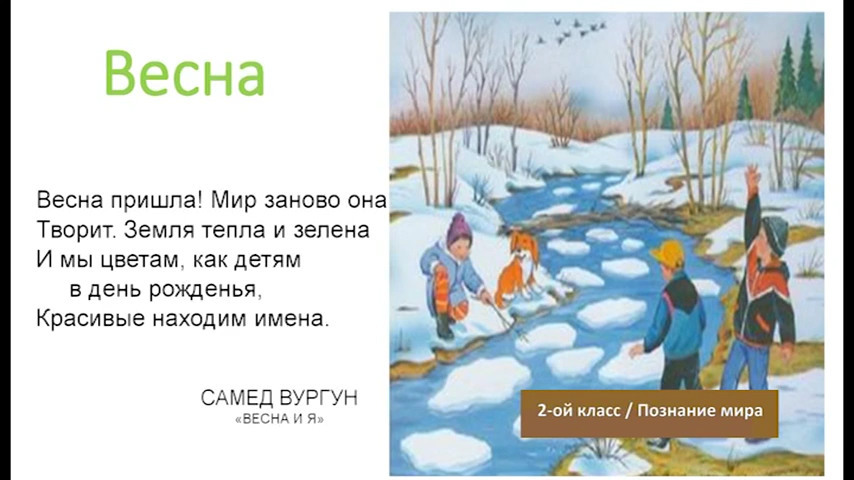 Весна
Весна пришла! Мир заново она
Творит. Земля тепла и зелена
И мы цветам, как детям
в день рожденья,
Красивые находим имена.
САМЕД ВУРГУН
«ВЕСНА И Я»
2-ой класс / Познание мира